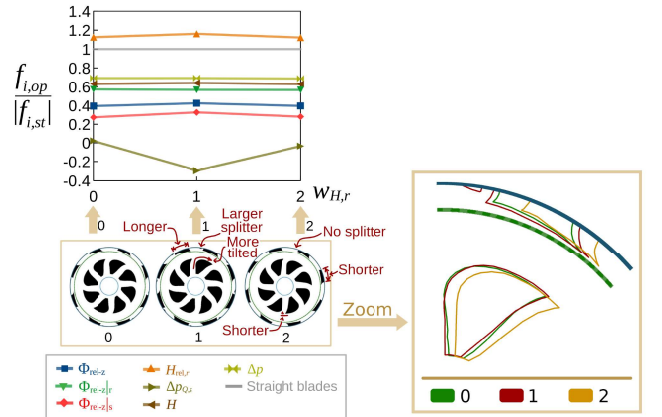 1.4
1.2
1
0.8
0.6
0.4
0.2
0
-0.2
-0.4
f_{i,op}
|f_{i,st}|
0 1 2
w_{H,r}
0 1 2
Longer
Larger
splitter
More
tilted
No splitter
Shorter
Shorter
0 1 2
Zoom
Φ_{re-z}
Φ_{re-z}|_r
Φ_{re-z}|_s
H_{rel,r}
Δp_{Q,s}
H
Δp
Straight blades
0 1 2